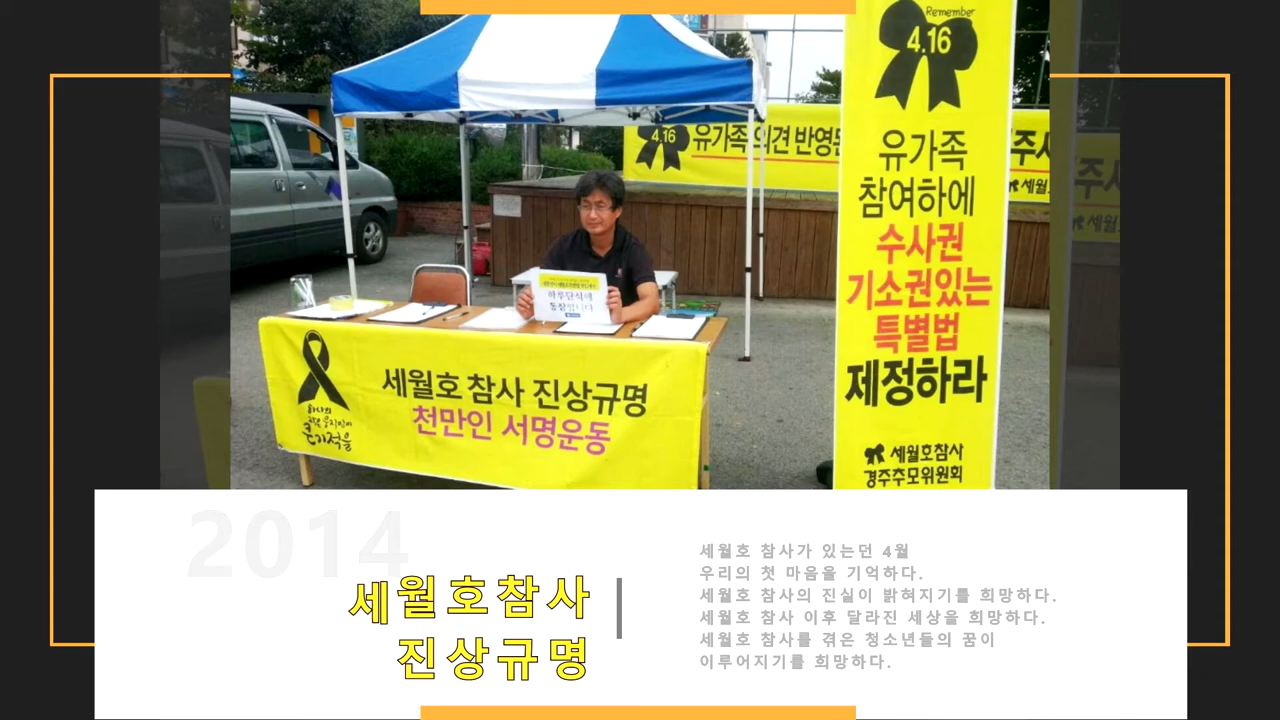 Remember
4.16
유가족
참여하에
수사권
기소권있는
특별법
제정하라
세월호참사
경주추모위원회
4.16 유가족 의견 반영
주사
세월
하루단식에
동참합니다
하나의
큰 기적을
세월호 참사 진상규명
천만인 서명운동
2014
세월호참사
진상규명
세월호 참사가 있는던 4월
우리의 첫 마음을 기억하다.
세월호 참사의 진실이 밝혀지기를 희망하다.
세월호 참사 이후 달라진 세상을 희망하다.
세월호 참사를 겪은 청소년들의 꿈이
이루어지기를 희망하다.